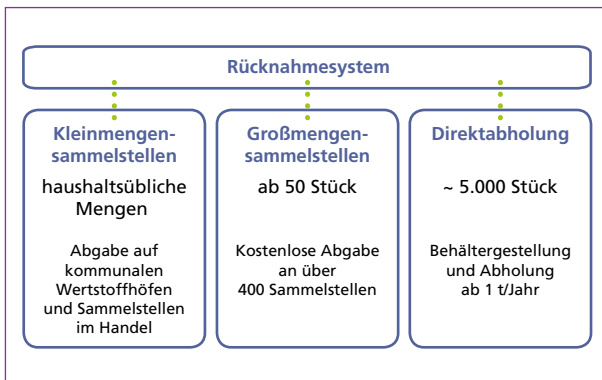 Rücknahmesystem
Kleinmengen-
sammelstellen
haushaltsübliche
Mengen
Abgabe auf
kommunalen
Wertstoffhöfen
und Sammelstellen
im Handel
Großmengen-
sammelstellen
ab 50 Stück
Kostenlose Abgabe
an über
400 Sammelstellen
Direktabholung
~ 5.000 Stück
Behältergestellung
und Abholung
ab 1 t/Jahr